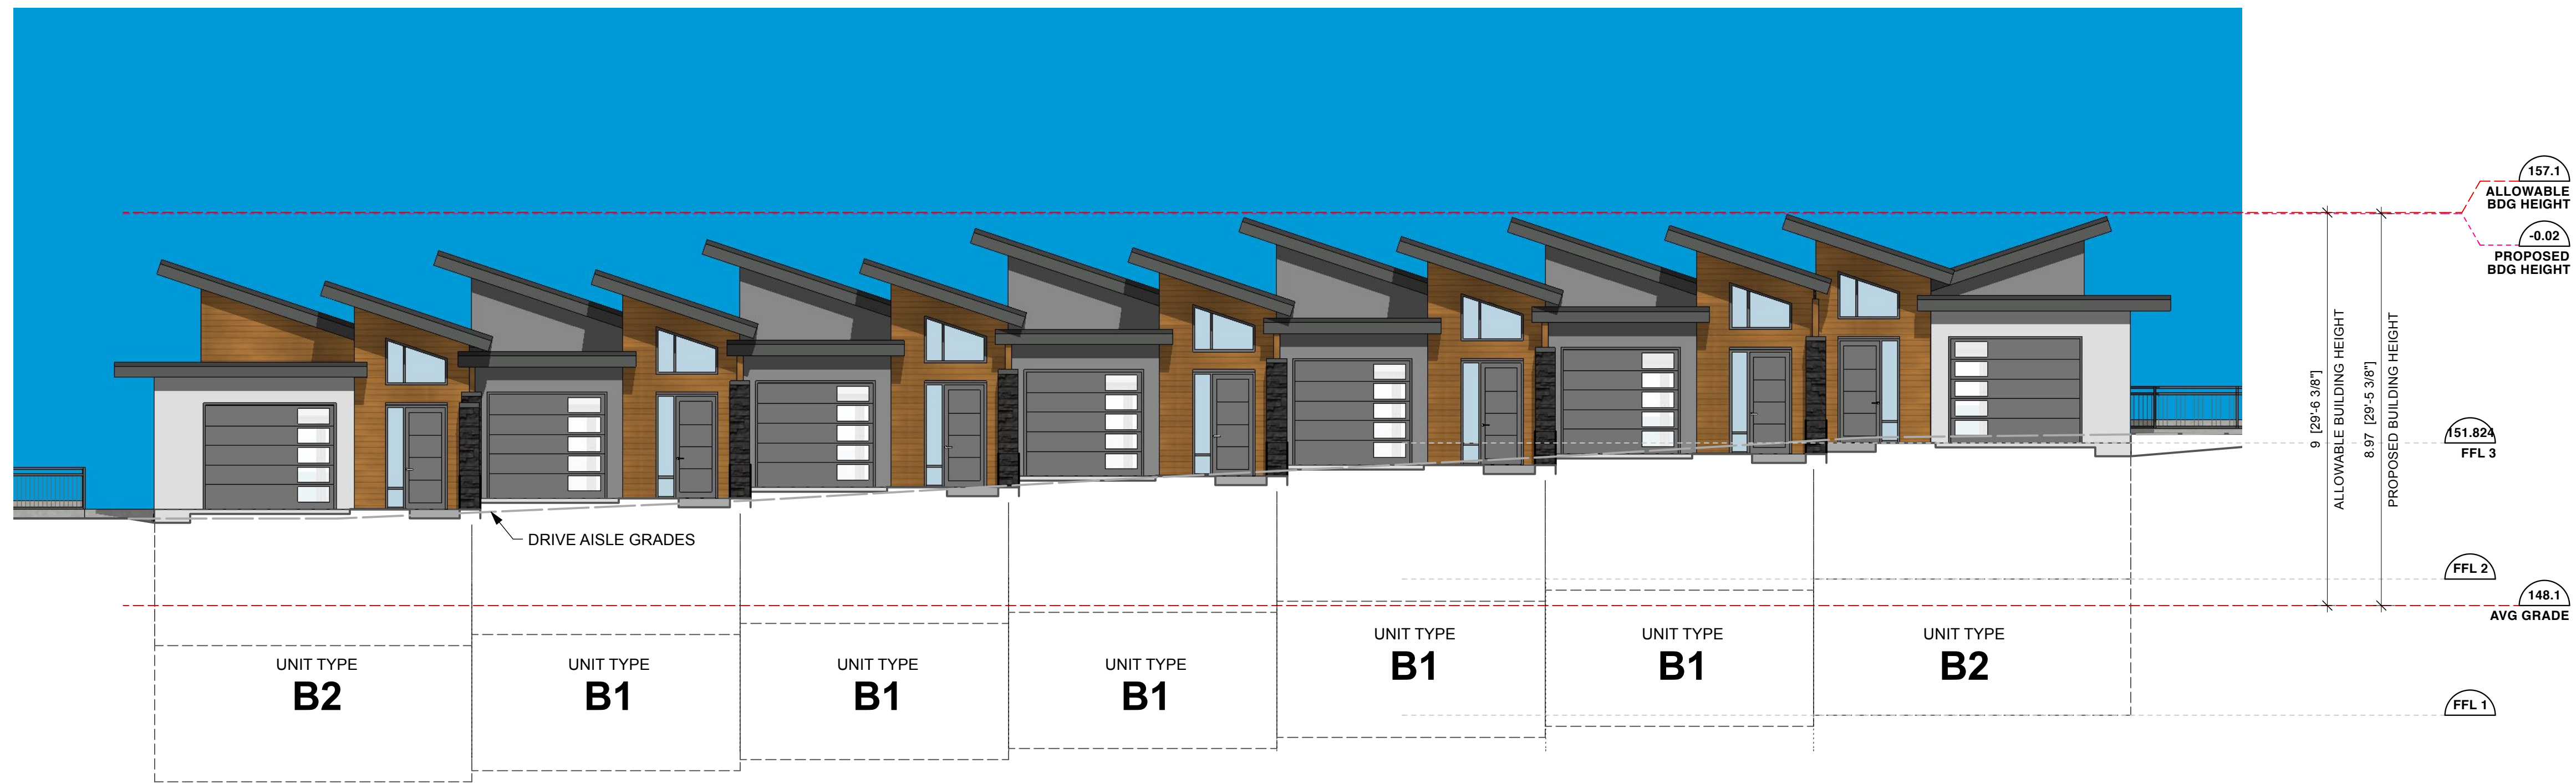 157.1
ALLOWABLE
BDG HEIGHT
-0.02
PROPOSED
BDG HEIGHT
9 [29'-6 3/8"]
ALLOWABLE BUILDING HEIGHT
8.97 [29'-5 3/8"]
PROPOSED BUILDING HEIGHT
151.824
FFL 3
DRIVE AISLE GRADES
FFL 2
148.1
AVG GRADE
UNIT TYPE
B2
UNIT TYPE
B1
UNIT TYPE
B1
UNIT TYPE
B1
UNIT TYPE
B1
UNIT TYPE
B1
UNIT TYPE
B2
FFL 1